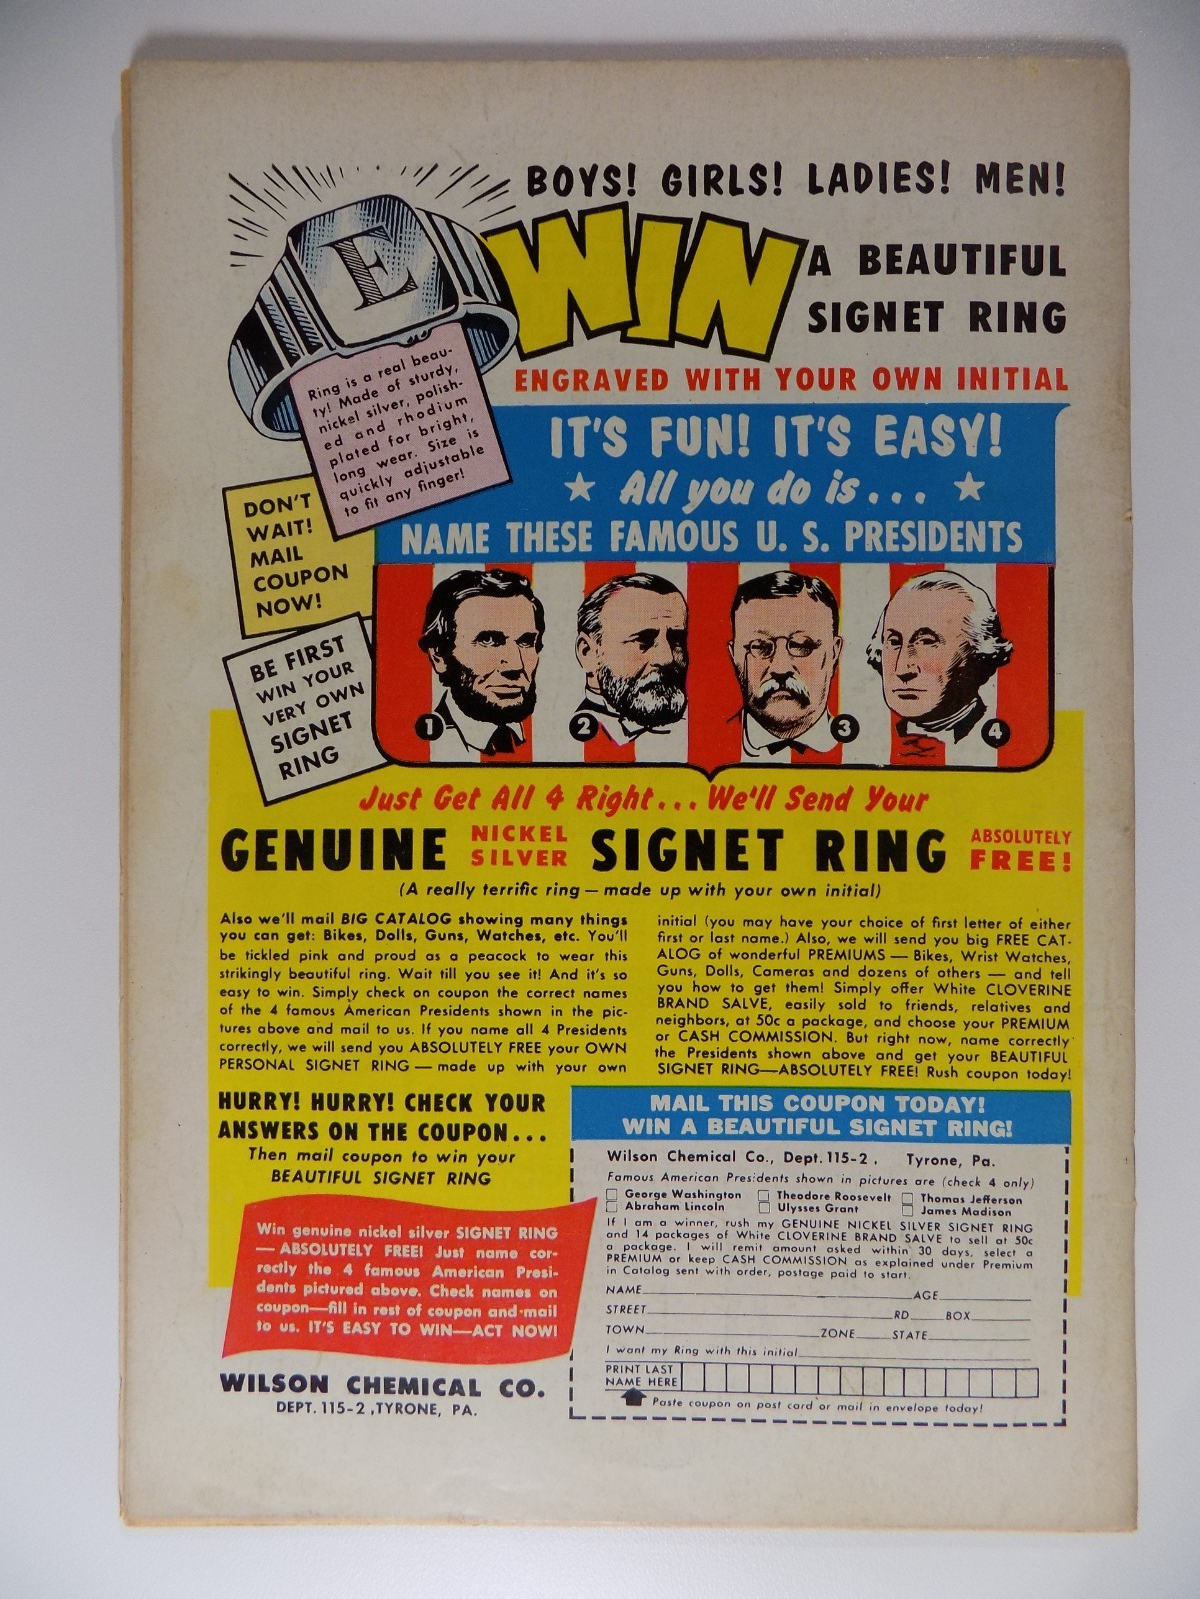 E
BOYS! GIRLS! LADIES! MEN!
WIN
A BEAUTIFUL
SIGNET RING
ENGRAVED WITH YOUR OWN INITIAL
Ring is a real beau-
ty! Made of sturdy,
nickel silver, polish-
ed and rhodium
plated for bright,
long wear. Size is
quickly adjustable
to fit any finger!
IT'S FUN! IT'S EASY!
All you do is...
NAME THESE FAMOUS U. S. PRESIDENTS
DON'T
WAIT!
MAIL
COUPON
NOW!
BE FIRST
WIN YOUR
VERY OWN
SIGNET
RING
1
2
3
4
Just Get All 4 Right... We'll Send Your
GENUINE NICKEL SILVER SIGNET RING ABSOLUTELY FREE!
(A really terrific ring — made up with your own initial)
Also we'll mail BIG CATALOG showing many things
you can get: Bikes, Dolls, Guns, Watches, etc. You'll
be tickled pink and proud as a peacock to wear this
strikingly beautiful ring. Wait till you see it! And it's so
easy to win. Simply check on coupon the correct names
of the 4 famous American Presidents shown in the pic-
tures above and mail to us. If you name all 4 Presidents
correctly, we will send you ABSOLUTELY FREE your OWN
PERSONAL SIGNET RING — made up with your own
initial (you may have your choice of first letter of either
first or last name.) Also, we will send you big FREE CAT-
ALOG of wonderful PREMIUMS — Bikes, Wrist Watches,
Guns, Dolls, Cameras and dozens of others — and tell
you how to get them! Simply offer White CLOVERINE
BRAND SALVE, easily sold to friends, relatives and
neighbors, at 50c a package, and choose your PREMIUM
or CASH COMMISSION. But right now, name correctly
the Presidents shown above and get your BEAUTIFUL
SIGNET RING—ABSOLUTELY FREE! Rush coupon today!
HURRY! HURRY! CHECK YOUR
ANSWERS ON THE COUPON...
Then mail coupon to win your
BEAUTIFUL SIGNET RING
Win genuine nickel silver SIGNET RING
— ABSOLUTELY FREE! Just name cor-
rectly the 4 famous American Presi-
dents pictured above. Check names on
coupon—fill in rest of coupon and mail
to us. IT'S EASY TO WIN—ACT NOW!
WILSON CHEMICAL CO.
DEPT. 115-2, TYRONE, PA.
MAIL THIS COUPON TODAY!
WIN A BEAUTIFUL SIGNET RING!
Wilson Chemical Co., Dept. 115-2, Tyrone, Pa.
Famous American Presidents shown in pictures are (check 4 only)
George Washington Theodore Roosevelt Thomas Jefferson
Abraham Lincoln Ulysses Grant James Madison
If I am a winner, rush my GENUINE NICKEL SILVER SIGNET RING
and 14 packages of White CLOVERINE BRAND SALVE to sell at 50c
a package. I will remit amount asked within 30 days, select a
PREMIUM or keep CASH COMMISSION as explained under Premium
in Catalog sent with order, postage paid to start.
NAME AGE
STREET RD BOX
TOWN ZONE STATE
I want my Ring with this initial
PRINT LAST
NAME HERE
Paste coupon on post card or mail in envelope today!